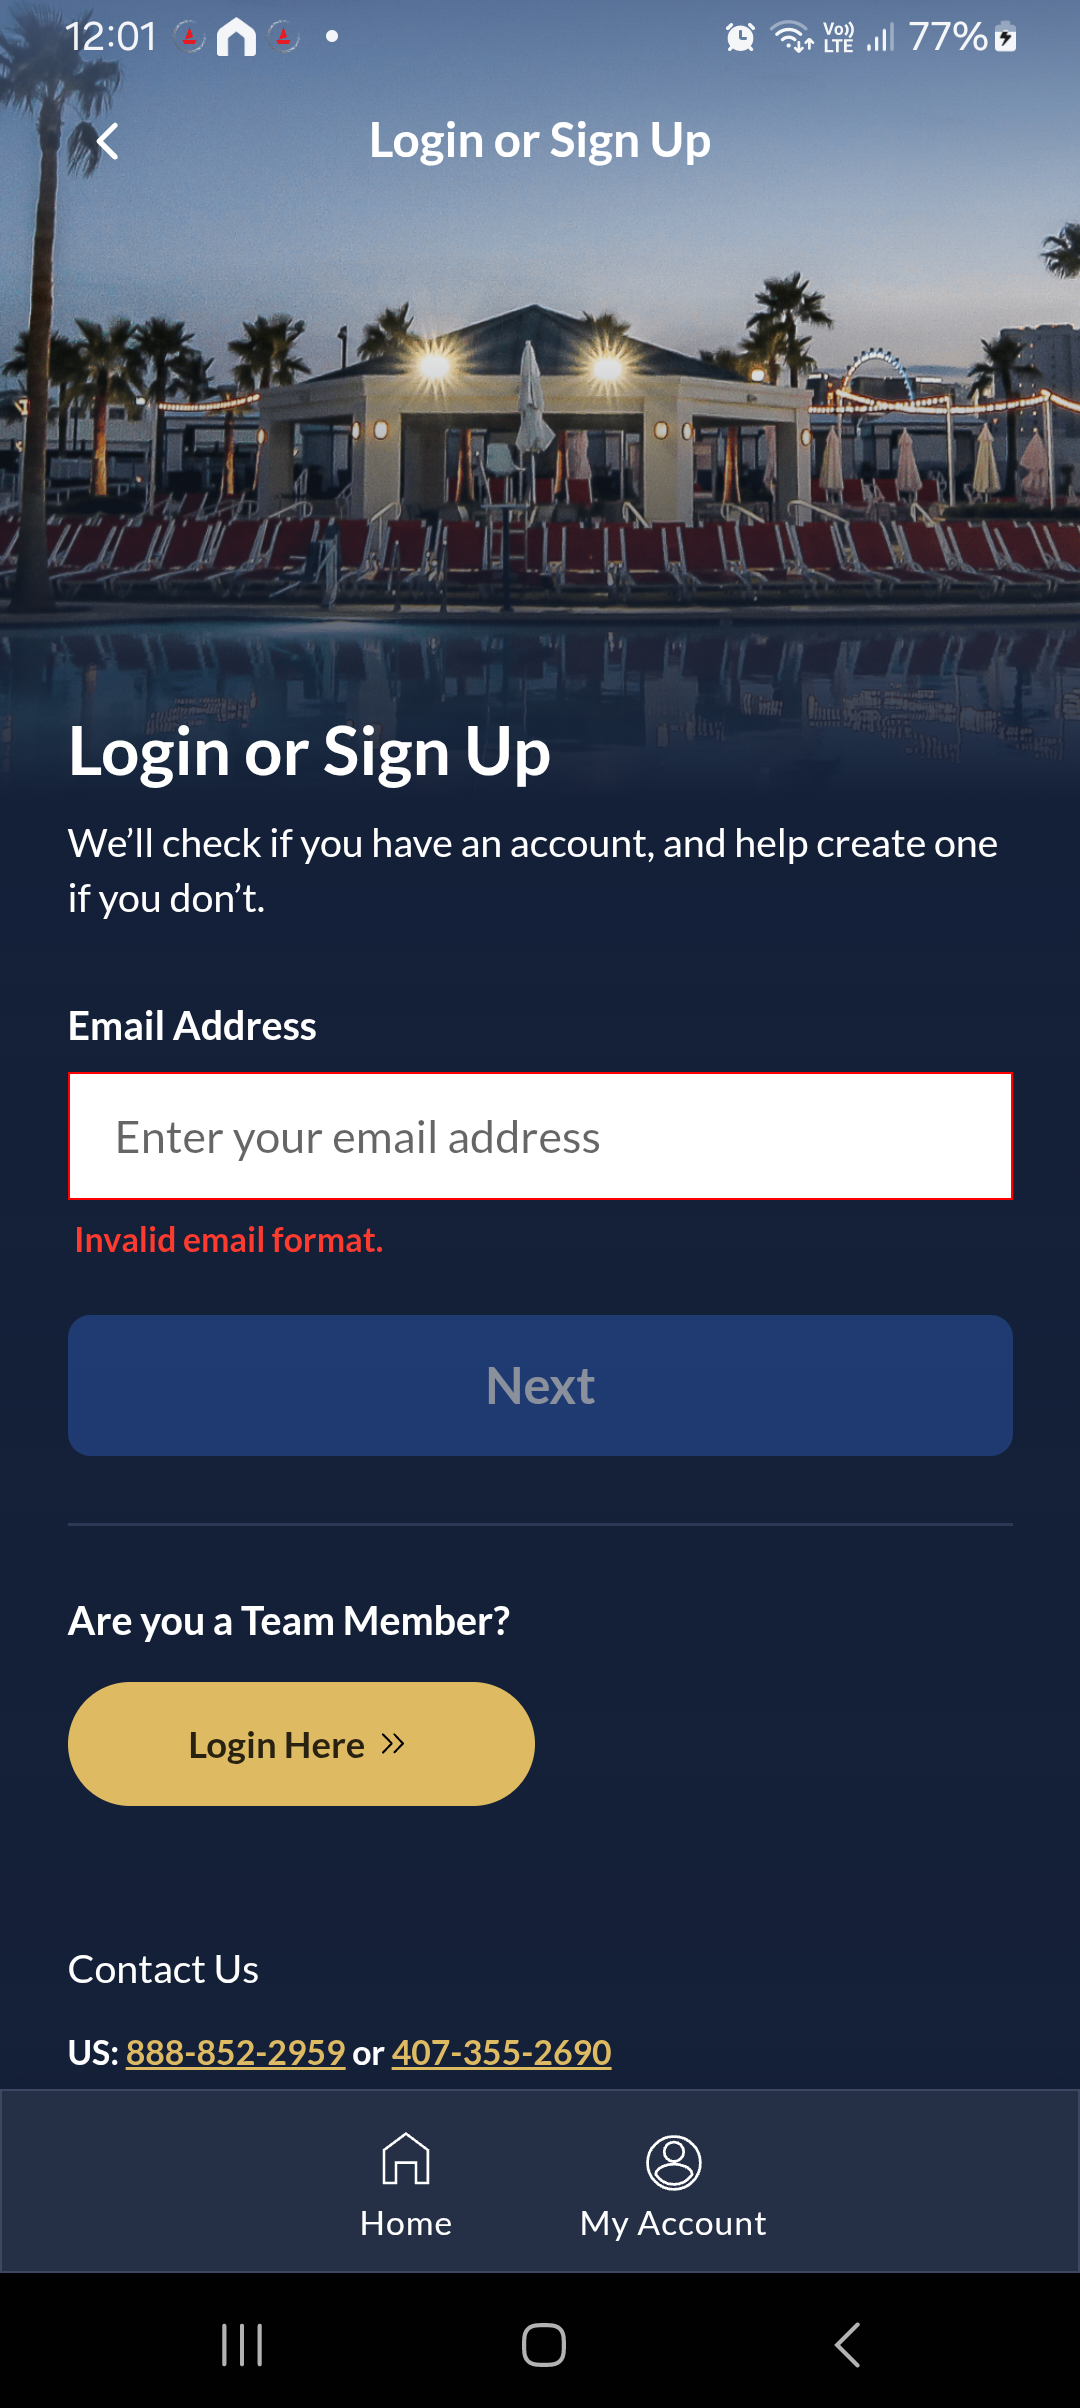 12:01
Vo)) LTE 77%
Login or Sign Up
Login or Sign Up
We’ll check if you have an account, and help create one
if you don’t.
Email Address
Enter your email address
Invalid email format.
Next
Are you a Team Member?
Login Here
Contact Us
US: 888-852-2959 or 407-355-2690
Home
My Account